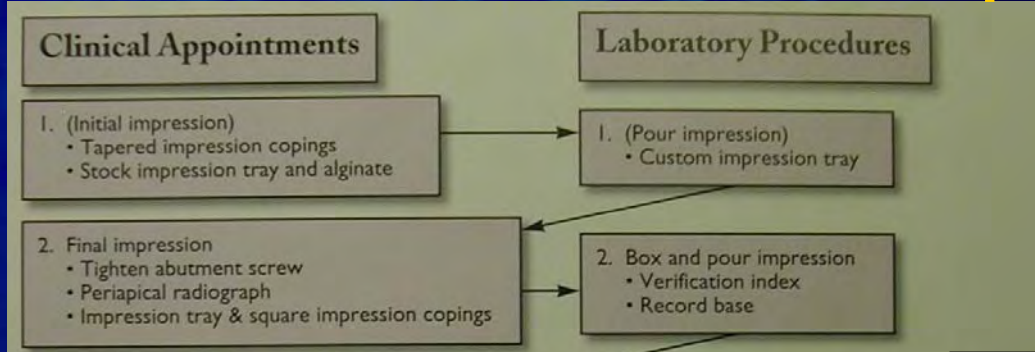 Clinical Appointments
Laboratory Procedures
1. (Initial impression)
• Tapered impression copings
• Stock impression tray and alginate
1. (Pour impression)
• Custom impression tray
2. Final impression
• Tighten abutment screw
• Periapical radiograph
• Impression tray & square impression copings
2. Box and pour impression
• Verification index
• Record base